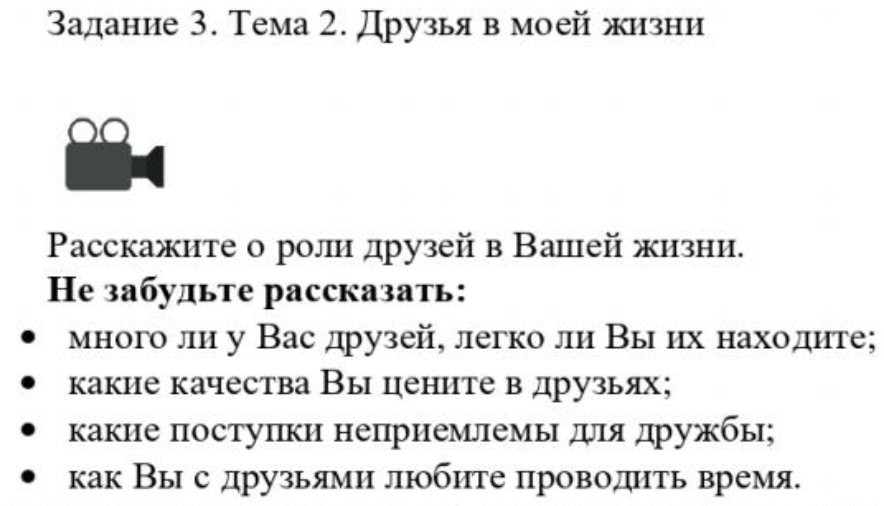 Задание 3. Тема 2. Друзья в моей жизни
Расскажите о роли друзей в Вашей жизни.
Не забудьте рассказать:
• много ли у Вас друзей, легко ли Вы их находите;
• какие качества Вы цените в друзьях;
• какие поступки неприемлемы для дружбы;
• как Вы с друзьями любите проводить время.